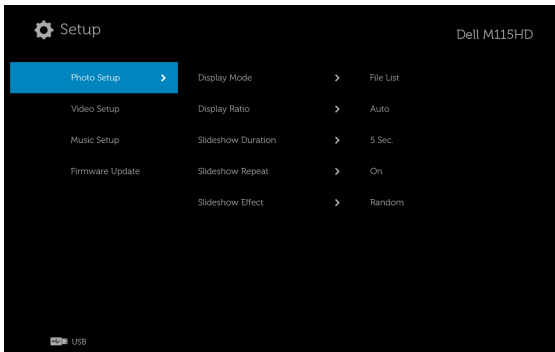 Setup
Dell M115HD
Photo Setup
Display Mode
File List
Video Setup
Display Ratio
Auto
Music Setup
Slideshow Duration
5 Sec.
Firmware Update
Slideshow Repeat
On
Slideshow Effect
Random
USB